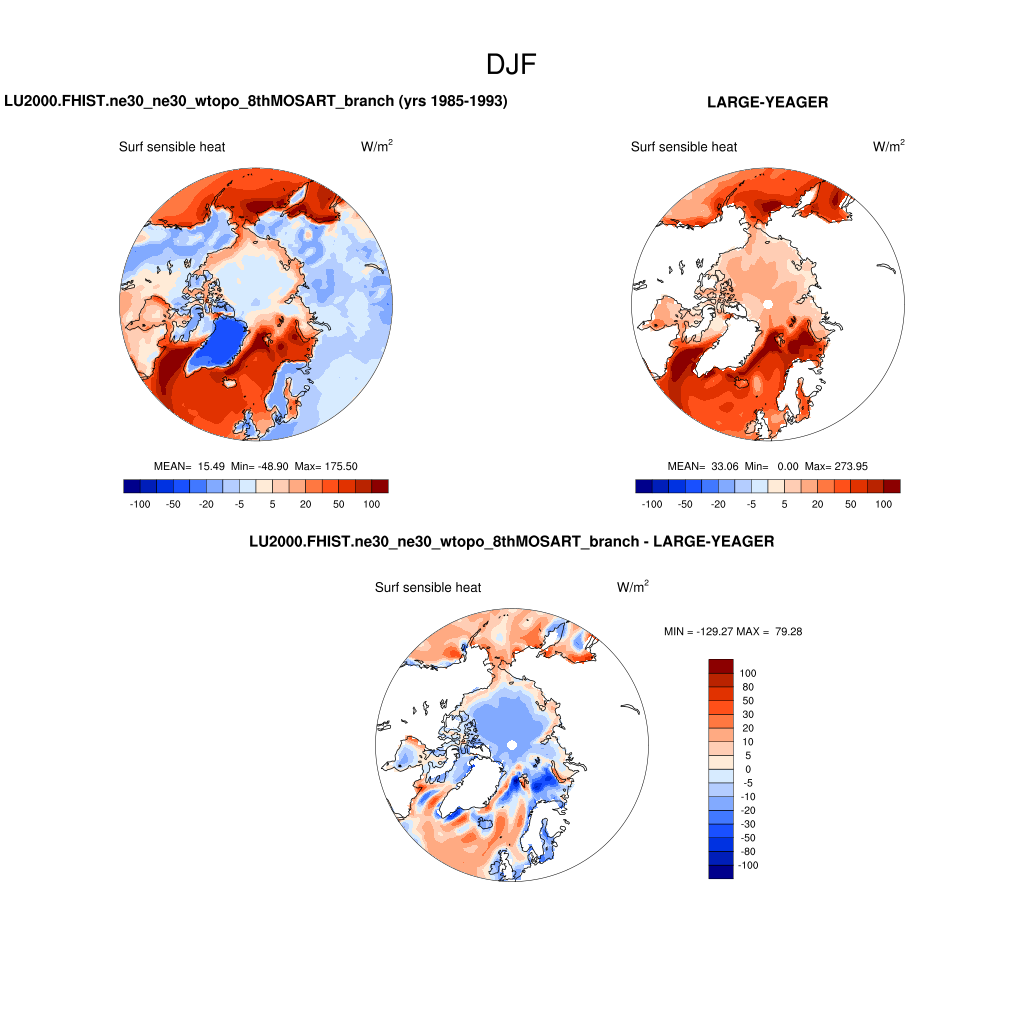 DJF
LU2000.FHIST.ne30_ne30_wtopo_8thMOSART_branch (yrs 1985-1993)
LARGE-YEAGER
Surf sensible heat W/m2
Surf sensible heat W/m2
MEAN= 15.49 Min= -48.90 Max= 175.50
MEAN= 33.06 Min= 0.00 Max= 273.95
-100 -50 -20 -5 5 20 50 100
-100 -50 -20 -5 5 20 50 100
LU2000.FHIST.ne30_ne30_wtopo_8thMOSART_branch - LARGE-YEAGER
Surf sensible heat W/m2
MIN = -129.27 MAX = 79.28
100
80
50
30
20
10
5
0
-5
-10
-20
-30
-50
-80
-100